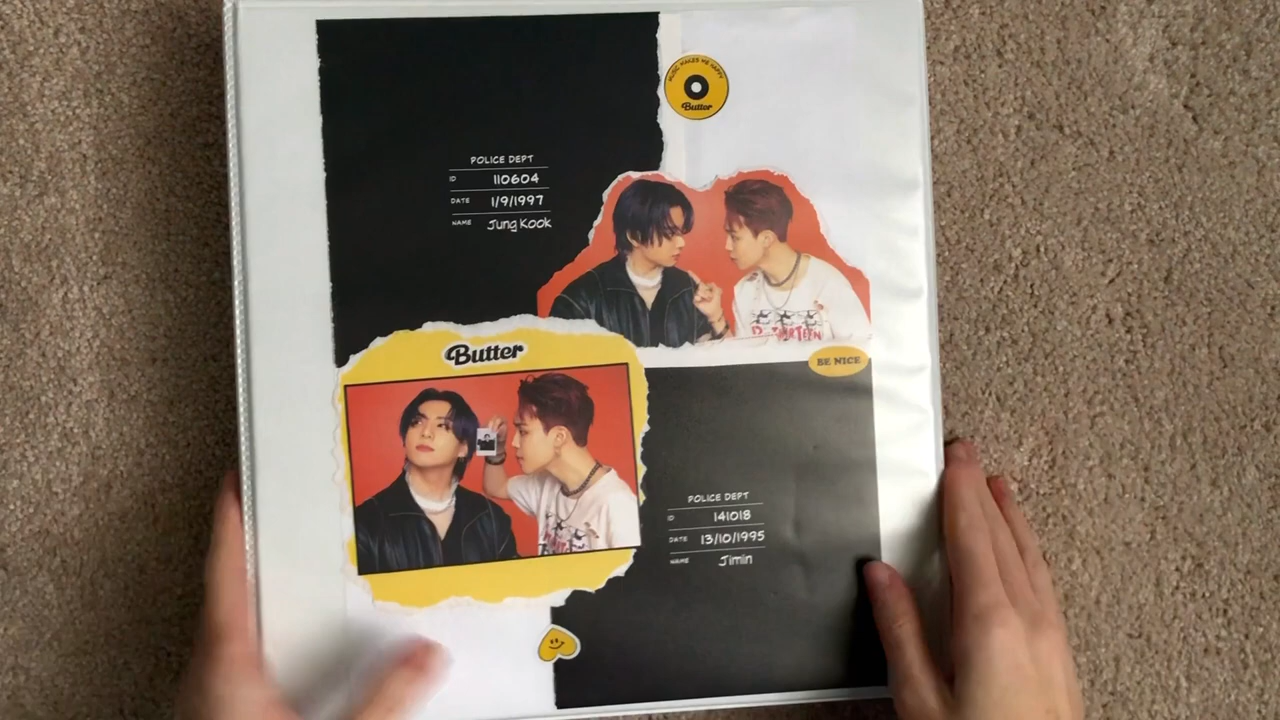 MUSIC MAKES ME HAPPY
Butter
POLICE DEPT
ID 110604
DATE 1/9/1997
NAME Jung Kook
Butter
BE NICE
POLICE DEPT
ID 141018
DATE 13/10/1995
NAME Jimin